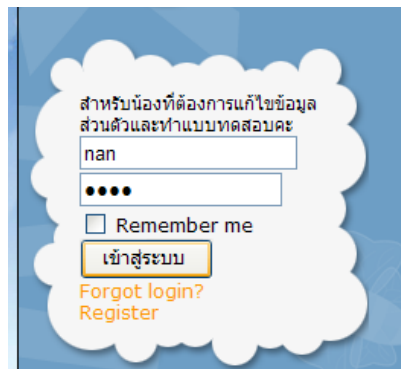 สำหรับน้องที่ต้องการแก้ไขข้อมูล
ส่วนตัวและทำแบบทดสอบคะ
nan
●●●●
Remember me
เข้าสู่ระบบ
Forgot login?
Register